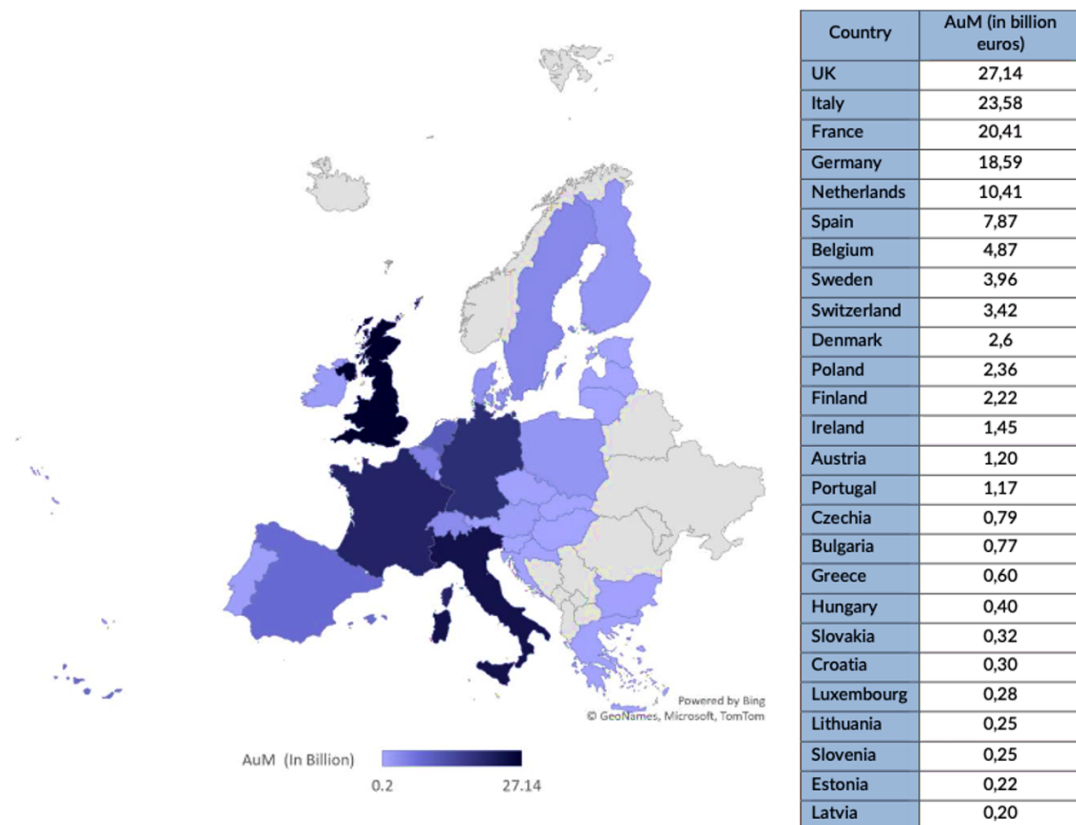 Country AuM (in billion
euros)
UK 27,14
Italy 23,58
France 20,41
Germany 18,59
Netherlands 10,41
Spain 7,87
Belgium 4,87
Sweden 3,96
Switzerland 3,42
Denmark 2,6
Poland 2,36
Finland 2,22
Ireland 1,45
Austria 1,20
Portugal 1,17
Czechia 0,79
Bulgaria 0,77
Greece 0,60
Hungary 0,40
Slovakia 0,32
Croatia 0,30
Luxembourg 0,28
Lithuania 0,25
Slovenia 0,25
Estonia 0,22
Latvia 0,20
Powered by Bing
© GeoNames, Microsoft, TomTom
AuM (In Billion)
0.2 27.14